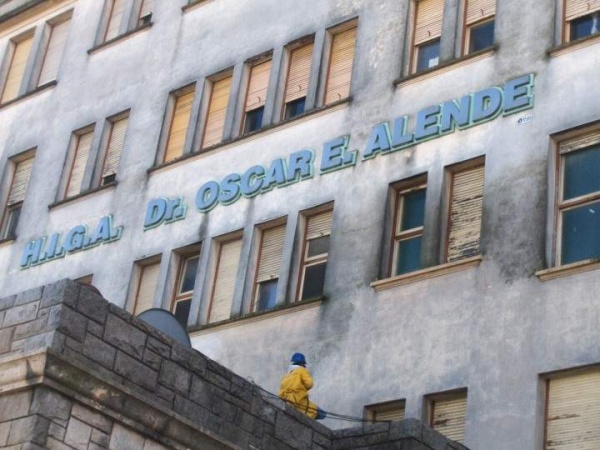 H.I.G.A. Dr. OSCAR E. ALENDE